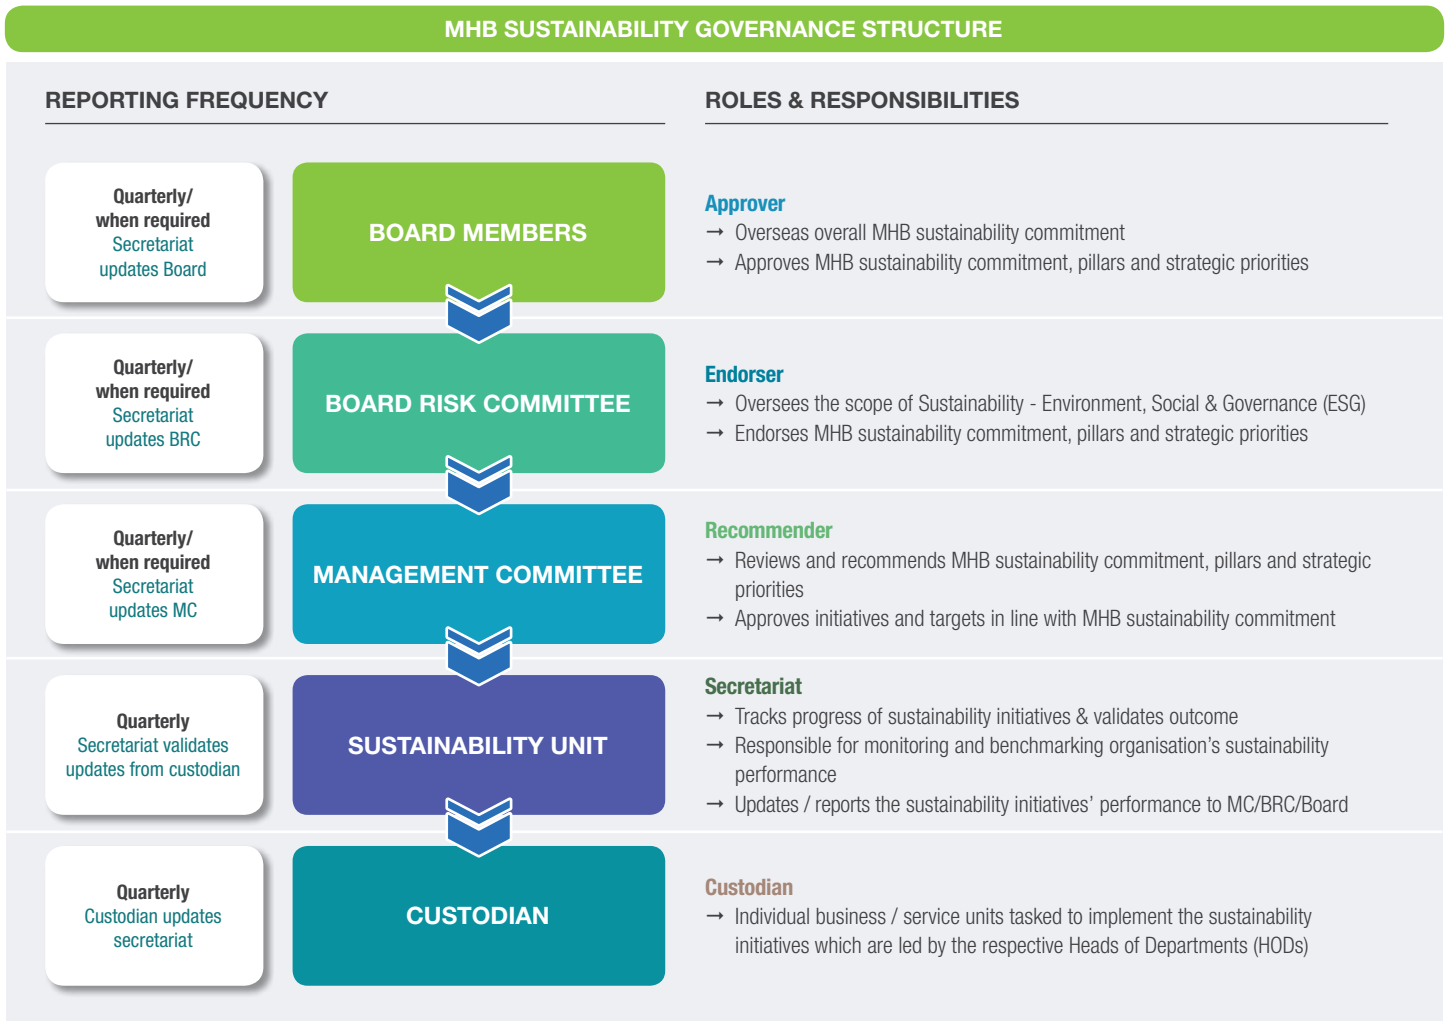 MHB SUSTAINABILITY GOVERNANCE STRUCTURE
REPORTING FREQUENCY
ROLES & RESPONSIBILITIES
Quarterly/
when required
Secretariat
updates Board
BOARD MEMBERS
Approver
→ Overseas overall MHB sustainability commitment
→ Approves MHB sustainability commitment, pillars and strategic priorities
Quarterly/
when required
Secretariat
updates BRC
BOARD RISK COMMITTEE
Endorser
→ Oversees the scope of Sustainability - Environment, Social & Governance (ESG)
→ Endorses MHB sustainability commitment, pillars and strategic priorities
Quarterly/
when required
Secretariat
updates MC
MANAGEMENT COMMITTEE
Recommender
→ Reviews and recommends MHB sustainability commitment, pillars and strategic
priorities
→ Approves initiatives and targets in line with MHB sustainability commitment
Quarterly
Secretariat validates
updates from custodian
SUSTAINABILITY UNIT
Secretariat
→ Tracks progress of sustainability initiatives & validates outcome
→ Responsible for monitoring and benchmarking organisation’s sustainability
performance
→ Updates / reports the sustainability initiatives’ performance to MC/BRC/Board
Quarterly
Custodian updates
secretariat
CUSTODIAN
Custodian
→ Individual business / service units tasked to implement the sustainability
initiatives which are led by the respective Heads of Departments (HODs)